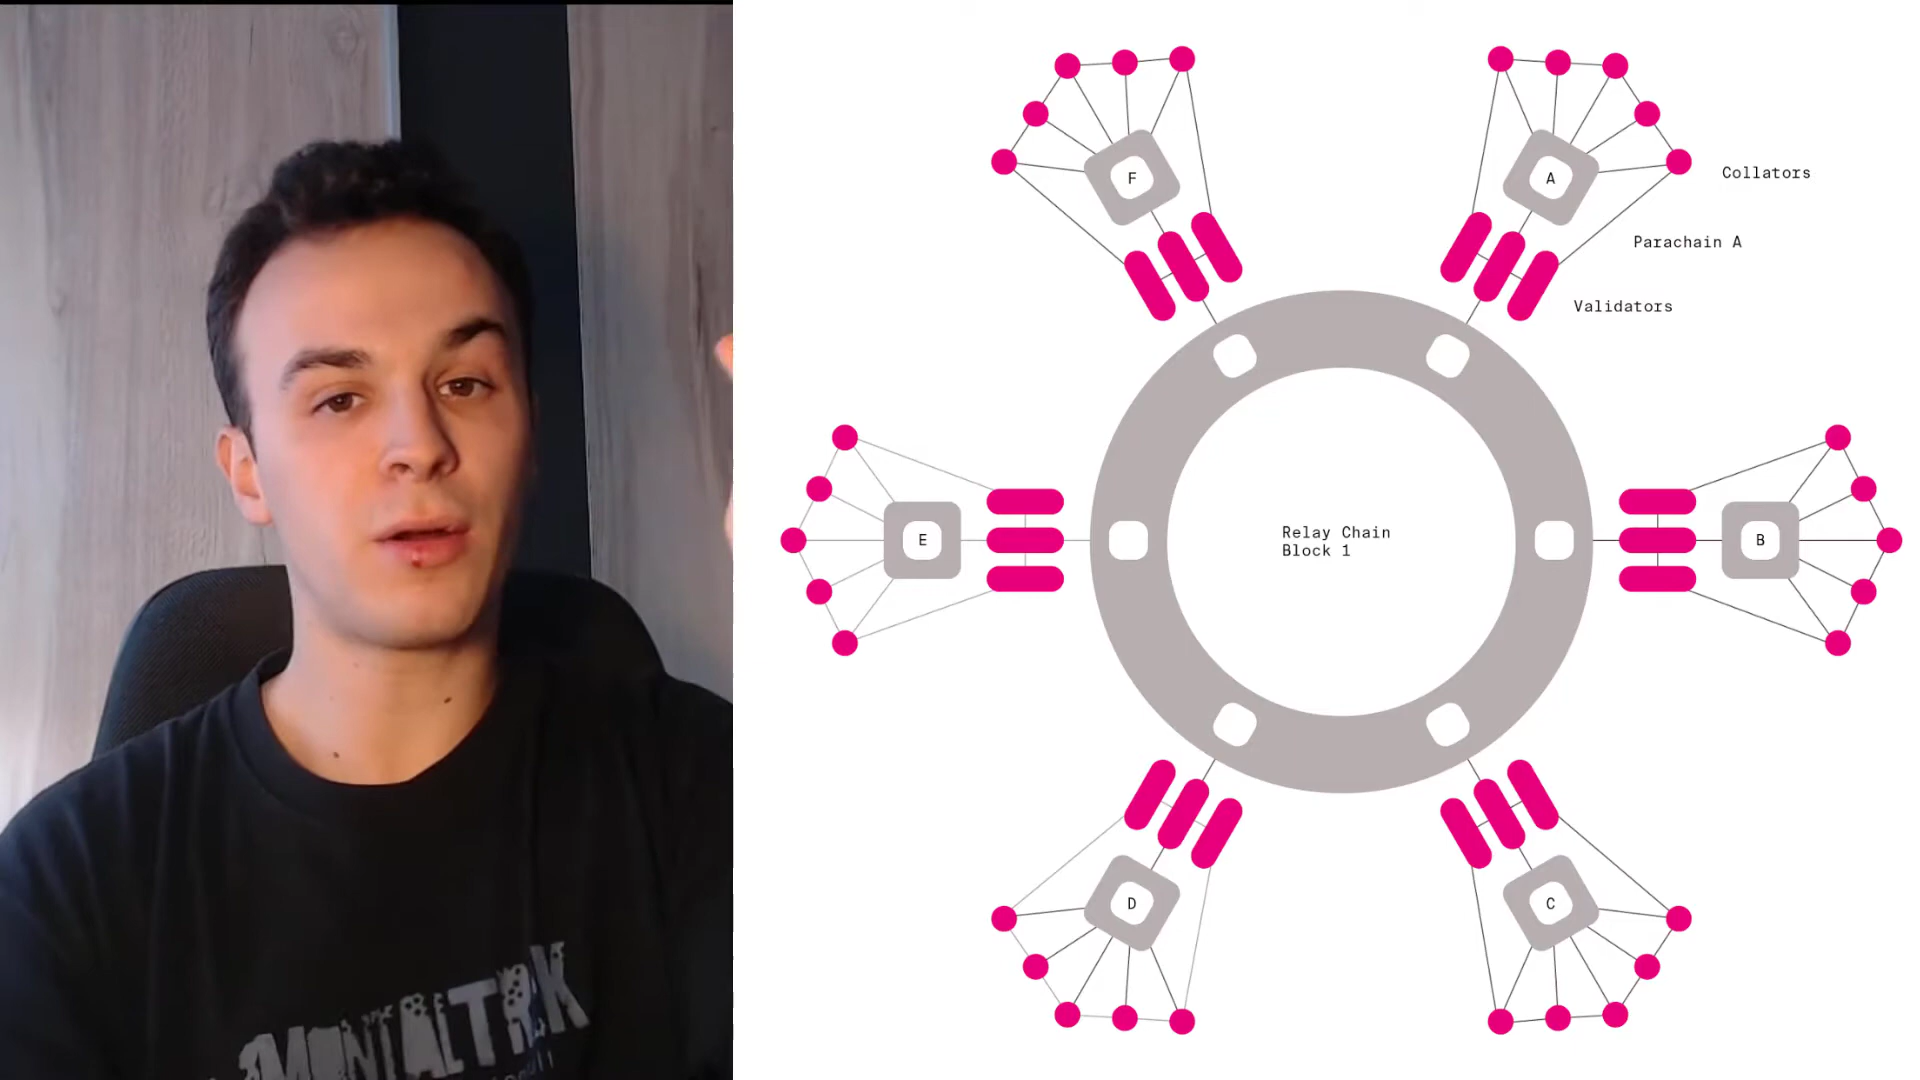 F
A
Collators
Parachain A
Validators
E
Relay Chain
Block 1
B
D
C